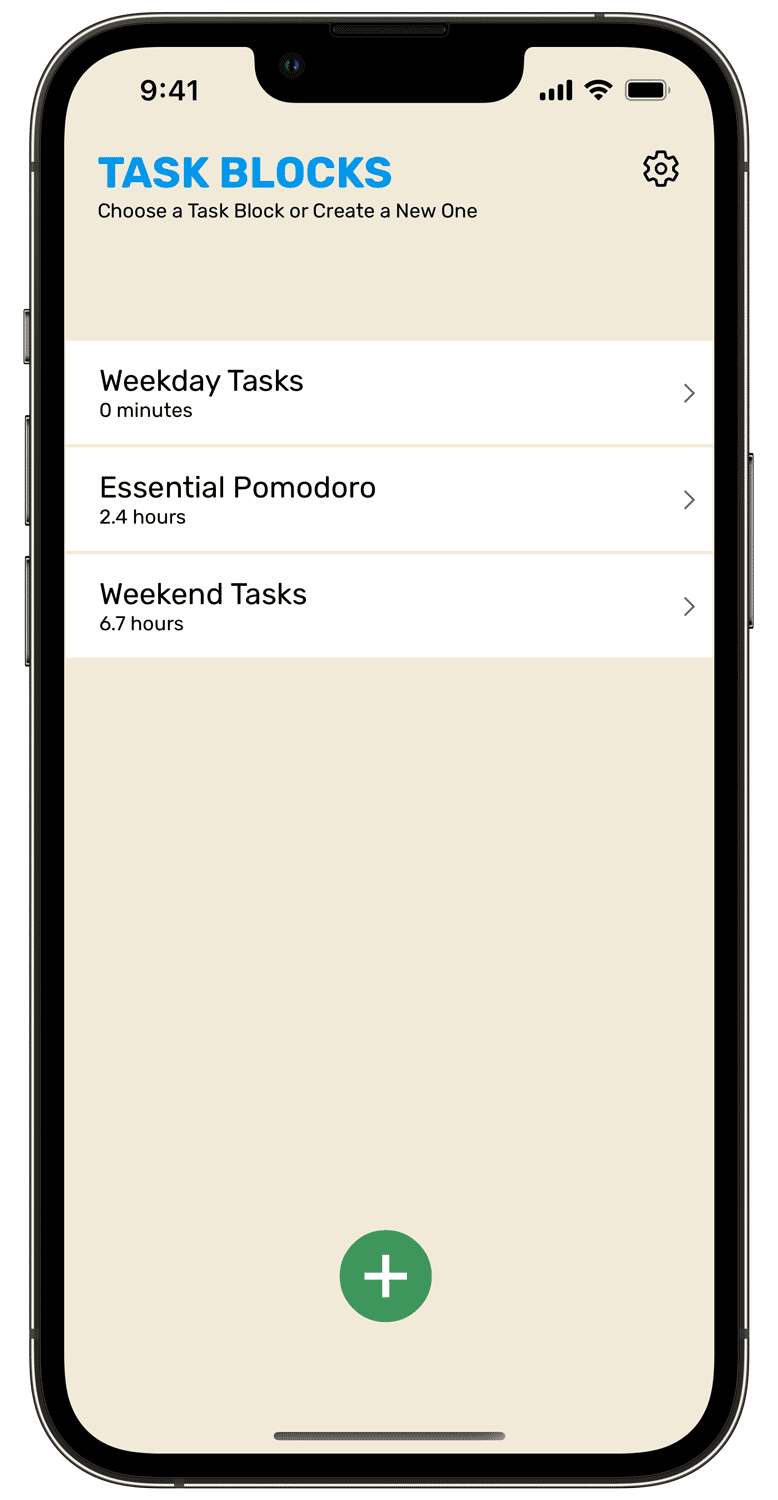 9:41
TASK BLOCKS
Choose a Task Block or Create a New One
Weekday Tasks
0 minutes
Essential Pomodoro
2.4 hours
Weekend Tasks
6.7 hours